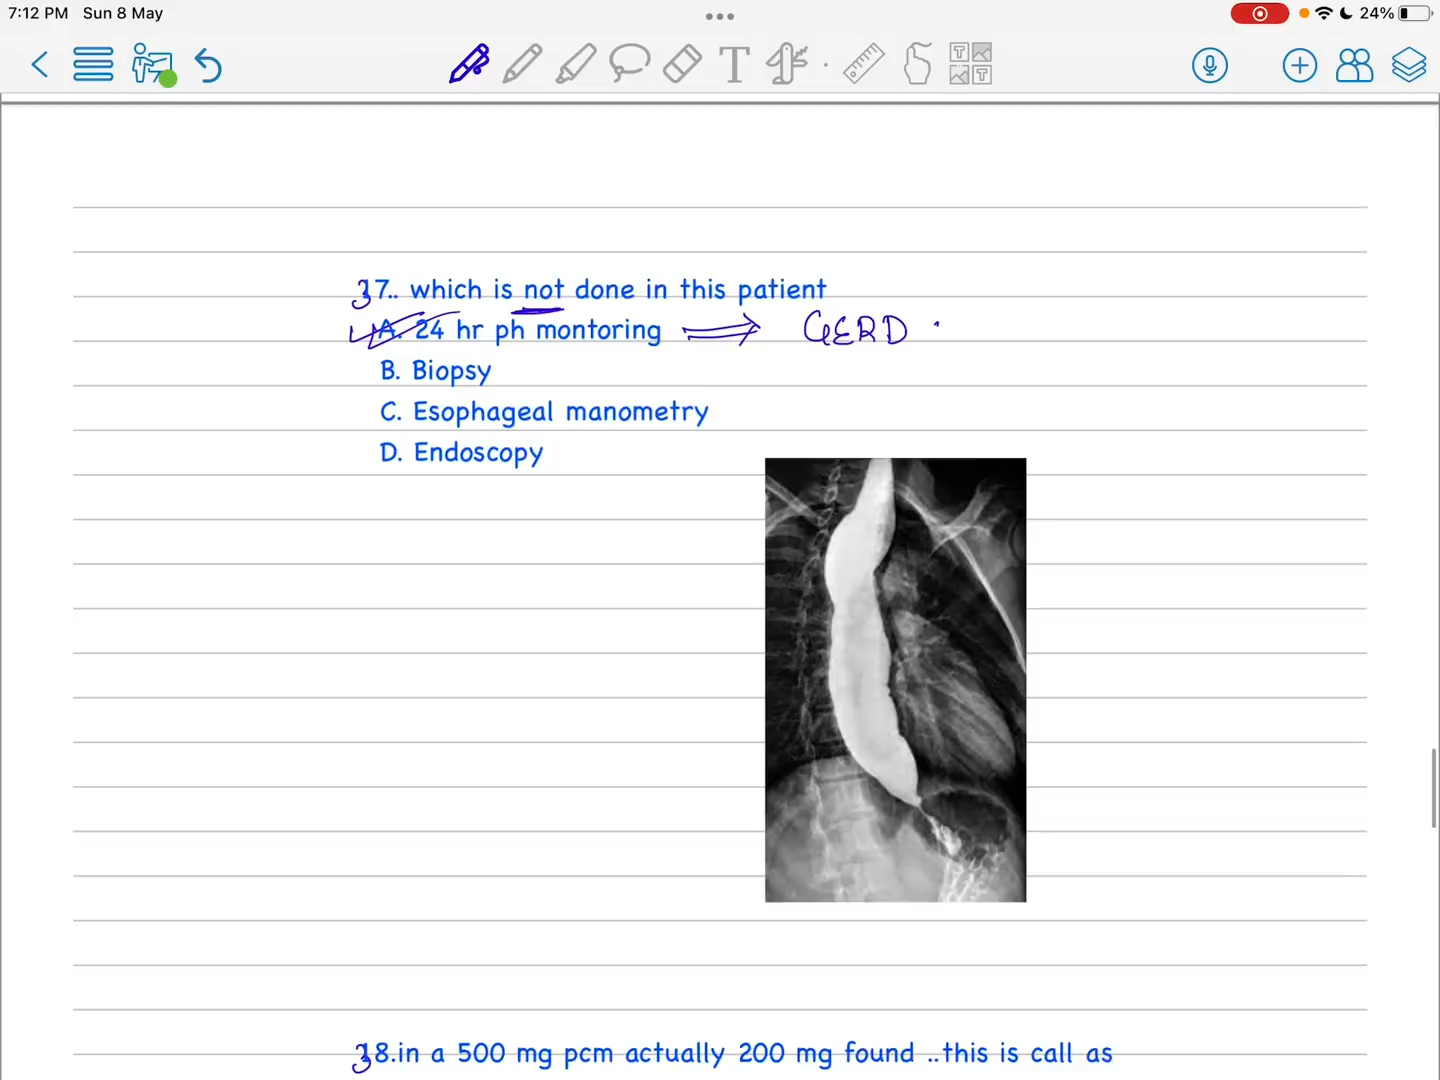 7:12 PM Sun 8 May
24%
37.. which is not done in this patient
A. 24 hr ph montoring ⟹ GERD
B. Biopsy
C. Esophageal manometry
D. Endoscopy
38.in a 500 mg pcm actually 200 mg found ..this is call as